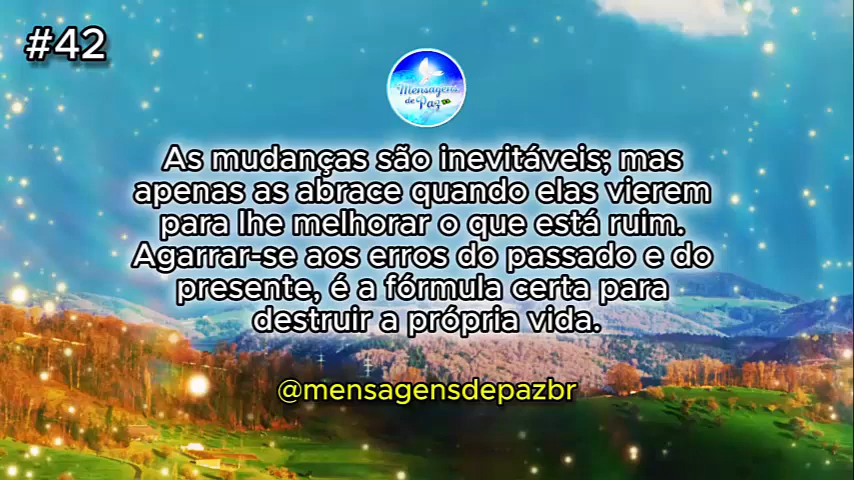 #42
Mensagens
de Paz
As mudanças são inevitáveis; mas
apenas as abrace quando elas vierem
para lhe melhorar o que está ruim.
Agarrar-se aos erros do passado e do
presente, é a fórmula certa para
destruir a própria vida.
@mensagensdepazbr